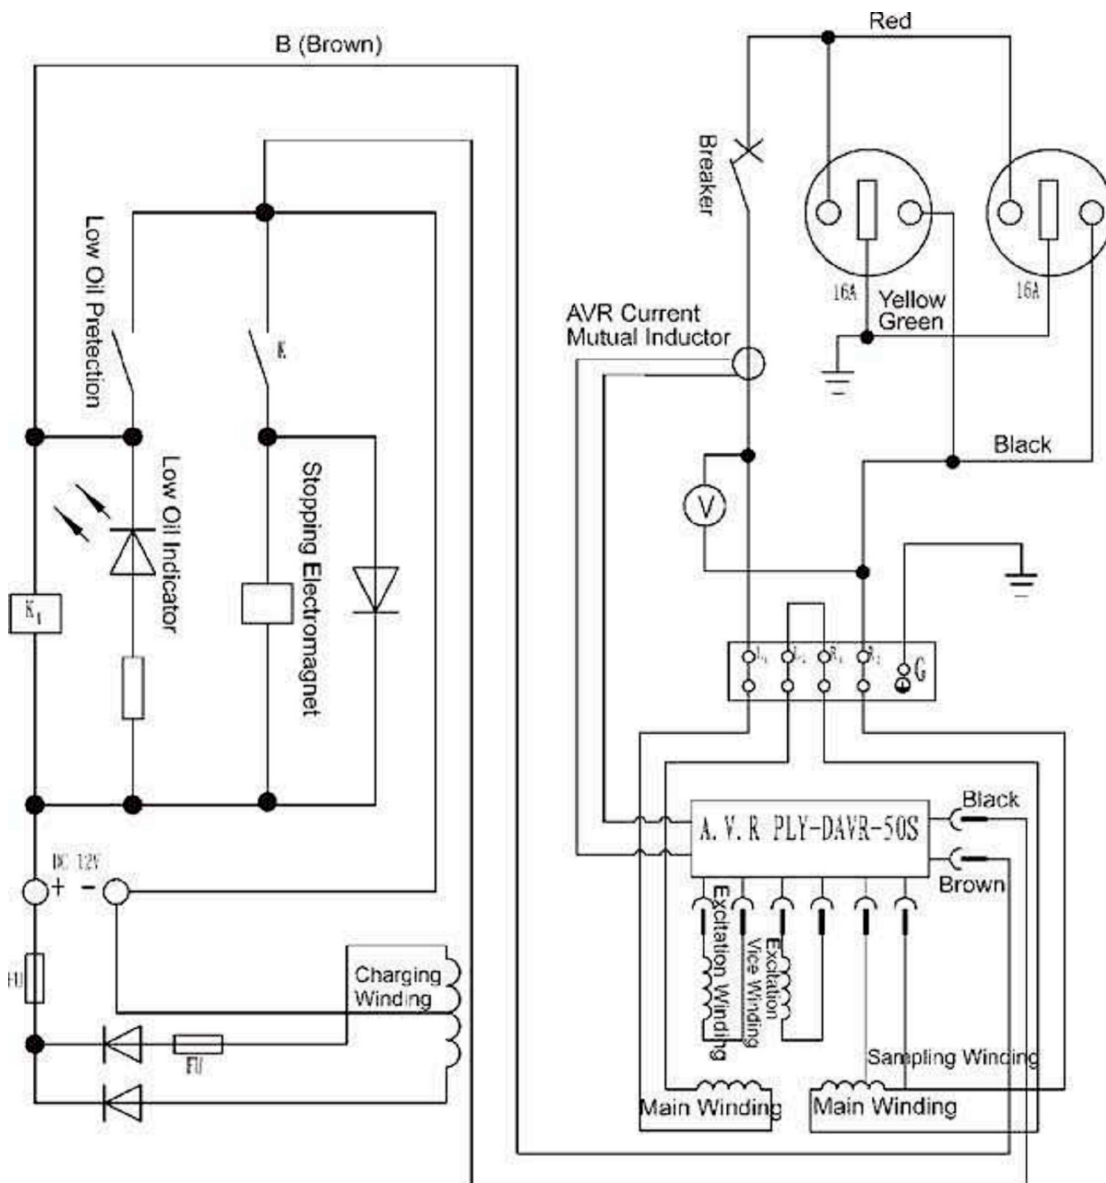 B (Brown)
Red
Breaker
Low Oil Pretection
K
16A
16A
Yellow
Green
AVR Current
Mutual Inductor
Black
V
Low Oil Indicator
Stopping Electromagnet
K1
G
A.V.R PLY-DAVR-50S
Black
Brown
DC 12V
+ -
Excitation Winding
Vice Winding
Excitation
FU
Charging
Winding
FU
Sampling Winding
Main Winding
Main Winding